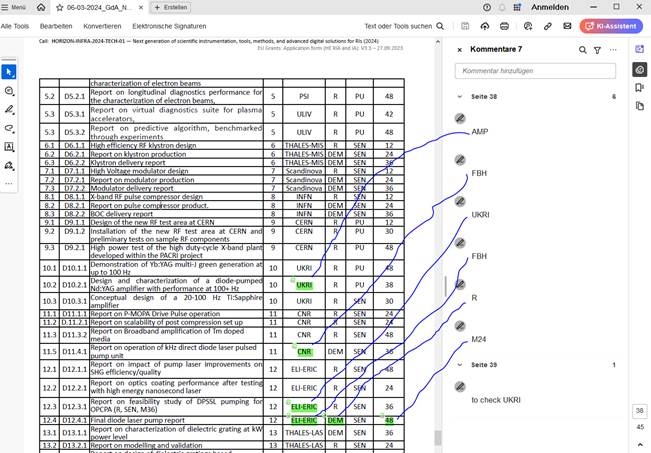 Menü
06-03-2024_GdA_N...
+ Erstellen
Anmelden
Alle Tools Bearbeiten Konvertieren Elektronische Signaturen
Text oder Tools suchen
KI-Assistent
Call: HORIZON-INFRA-2024-TECH-01 — Next generation of scientific instrumentation, tools, methods, and advanced digital solutions for RIs (2024)
EU Grants: Application form (HE RIA and IA): V3.3 – 27.09.2023
characterization of electron beams
5.2 D5.2.1 Report on longitudinal diagnostics performance for the characterization of electron beams, 5 PSI R PU 48
5.3 D5.3.1 Report on virtual diagnostics suite for plasma accelerators, 5 ULIV R PU 42
5.3 D5.3.2 Report on predictive algorithm, benchmarked through experiments 5 ULIV R PU 48
6.1 D6.1.1 High efficiency RF klystron design 6 THALES-MIS R SEN 12
6.2 D6.2.1 Report on klystron production 6 THALES-MIS DEM SEN 24
6.2 D6.2.2 Klystron delivery report 6 THALES-MIS DEM SEN 36
7.1 D7.1.1 High Voltage modulator design 7 Scandinova R SEN 12
7.2 D7.2.1 Report on modulator production 7 Scandinova DEM SEN 24
7.2 D7.2.2 Modulator delivery report 7 Scandinova DEM SEN 36
8.1 D8.1.1 X-band RF pulse compressor design 8 INFN R SEN 12
8.2 D8.2.1 Report on pulse compressor product. 8 INFN DEM SEN 24
8.3 D8.2.2 BOC delivery report 8 INFN DEM SEN 36
9.1 D9.1.1 Design of the new RF test area at CERN 9 CERN R PU 12
9.2 D9.1.2 Installation of the new RF test area at CERN and preliminary tests on sample RF components 9 CERN R PU 30
9.3 D9.2.1 High power test of the high duty-cycle X-band plant developed within the PACRI project 9 CERN R PU 48
10.1 D10.1.1 Demonstration of Yb:YAG multi-J green generation at up to 100 Hz 10 UKRI R PU 48
10.2 D10.2.1 Design and characterization of a diode-pumped Nd:YAG amplifier with performance at 100+ Hz 10 UKRI R PU 38
10.3 D10.3.1 Conceptual design of a 20-100 Hz Ti:Sapphire amplifier 10 UKRI R SEN 30
11.1 D11.1.1 Report on P-MOPA Drive Pulse operation 11 CNR R SEN 24
11.2 D.11.2.1 Report on scalability of post compression set up 11 CNR R SEN 24
11.3 D11.3.2 Report on Broadband amplification of Tm doped media 11 CNR R SEN 48
11.5 D11.4.1 Report on operation of kHz direct diode laser pulsed pump unit 11 CNR DEM SEN 36
12.1 D12.1.1 Report on impact of pump laser improvements on SHG efficiency/quality 12 ELI-ERIC R SEN 48
12.2 D12.2.1 Report on optics coating performance after testing with high energy nanosecond laser 12 ELI-ERIC R SEN 24
12.3 D12.3.1 Report on feasibility study of DPSSL pumping for OPCPA (R, SEN, M36) 12 ELI-ERIC R SEN 36
12.4 D12.4.1 Final diode laser pump report 12 ELI-ERIC DEM SEN 48
13.1 D13.1.1 Report on characterization of dielectric grating at kW power level 13 THALES-LAS DEM SEN 36
13.2 D13.2.1 Report on modelling and validation 13 THALES-LAS R SEN 24
Kommentare 7
Kommentar hinzufügen
Seite 38 6
AMP
FBH
UKRI
FBH
R
M24
Seite 39 1
to check UKRI
38
45